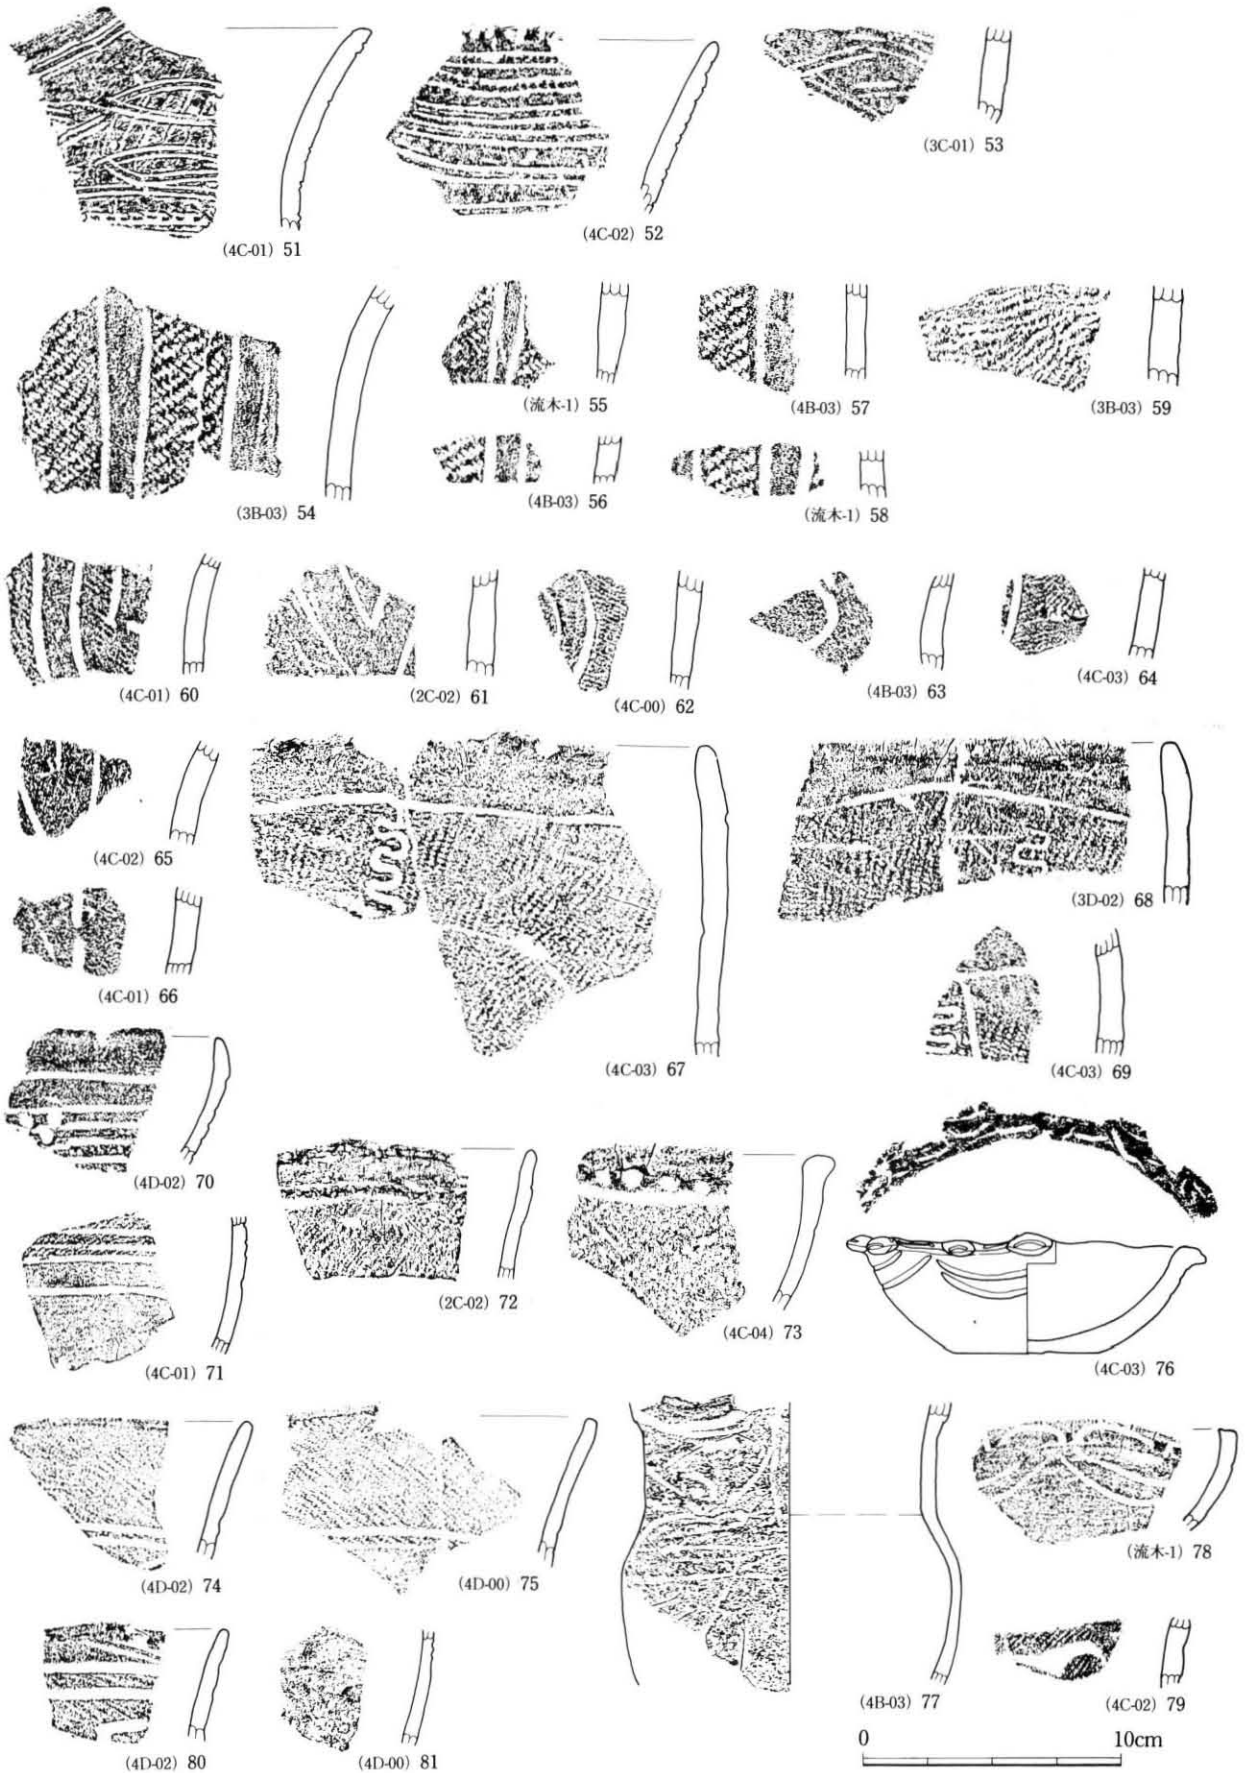 (4C-01) 51
(4C-02) 52
(3C-01) 53
(3B-03) 54
(流木-1) 55
(4B-03) 56
(4B-03) 57
(流木-1) 58
(3B-03) 59
(4C-01) 60
(2C-02) 61
(4C-00) 62
(4B-03) 63
(4C-03) 64
(4C-02) 65
(4C-01) 66
(4C-03) 67
(3D-02) 68
(4C-03) 69
(4D-02) 70
(4C-01) 71
(2C-02) 72
(4C-04) 73
(4C-03) 76
(4D-02) 74
(4D-00) 75
(4B-03) 77
(流木-1) 78
(4C-02) 79
(4D-02) 80
(4D-00) 81
0 10cm